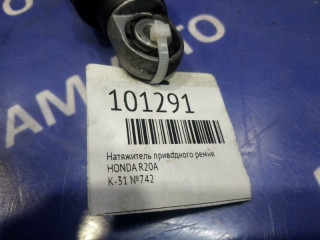 101291
Натяжитель приводного ремня
HONDA R20A
К-31 №742